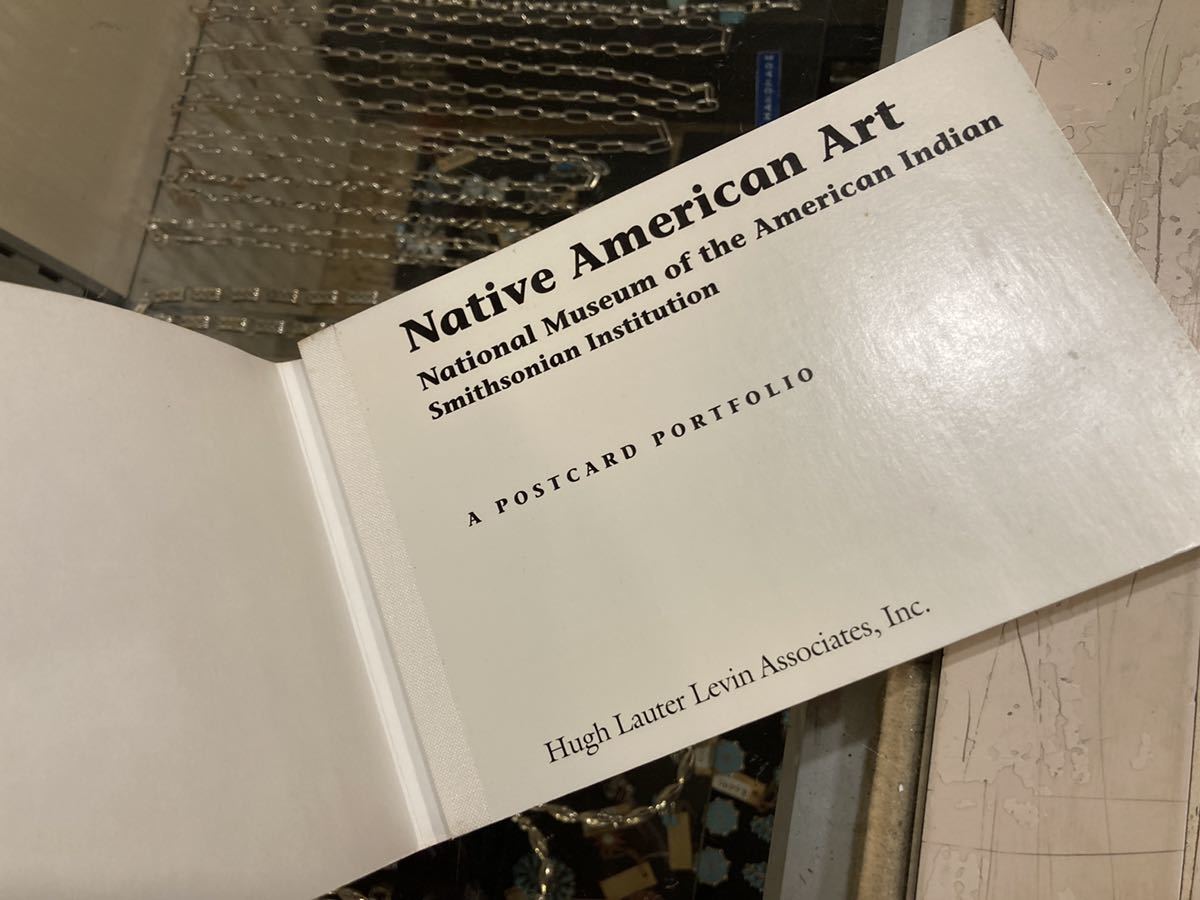 Native American Art
National Museum of the American Indian
Smithsonian Institution
A POSTCARD PORTFOLIO
Hugh Lauter Levin Associates, Inc.